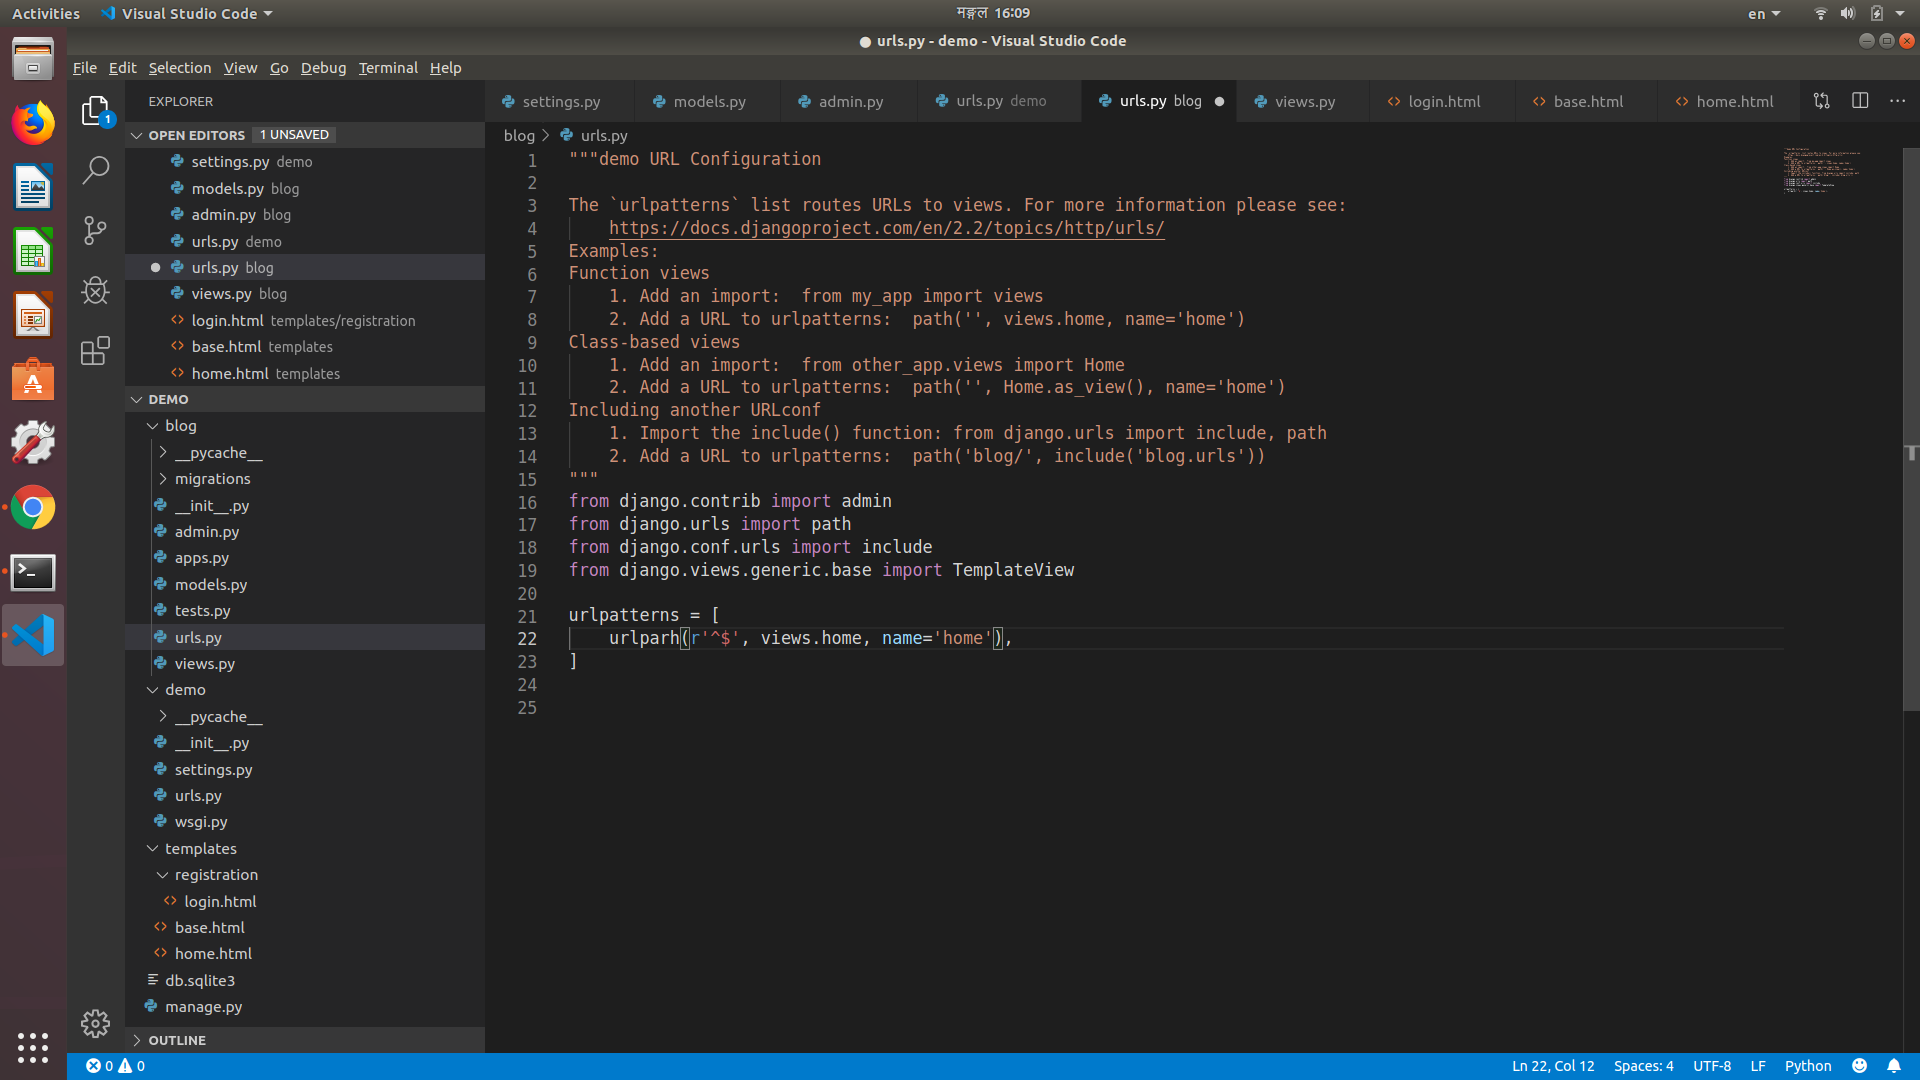 Activities
Visual Studio Code
मङ्गल 16:09
en
urls.py - demo - Visual Studio Code
File Edit Selection View Go Debug Terminal Help
EXPLORER
1
OPEN EDITORS 1 UNSAVED
settings.py demo
models.py blog
admin.py blog
urls.py demo
urls.py blog
views.py blog
login.html templates/registration
base.html templates
home.html templates
DEMO
blog
__pycache__
migrations
__init__.py
admin.py
apps.py
models.py
tests.py
urls.py
views.py
demo
__pycache__
__init__.py
settings.py
urls.py
wsgi.py
templates
registration
login.html
base.html
home.html
db.sqlite3
manage.py
OUTLINE
settings.py models.py admin.py urls.py demo urls.py blog views.py login.html base.html home.html
blog > urls.py
1 """demo URL Configuration
2
3 The `urlpatterns` list routes URLs to views. For more information please see:
4 https://docs.djangoproject.com/en/2.2/topics/http/urls/
5 Examples:
6 Function views
7 1. Add an import:  from my_app import views
8 2. Add a URL to urlpatterns:  path('', views.home, name='home')
9 Class-based views
10 1. Add an import:  from other_app.views import Home
11 2. Add a URL to urlpatterns:  path('', Home.as_view(), name='home')
12 Including another URLconf
13 1. Import the include() function: from django.urls import include, path
14 2. Add a URL to urlpatterns:  path('blog/', include('blog.urls'))
15 """
16 from django.contrib import admin
17 from django.urls import path
18 from django.conf.urls import include
19 from django.views.generic.base import TemplateView
20
21 urlpatterns = [
22 urlparh(r'^$', views.home, name='home'),
23 ]
24
25
0 0
Ln 22, Col 12 Spaces: 4 UTF-8 LF Python